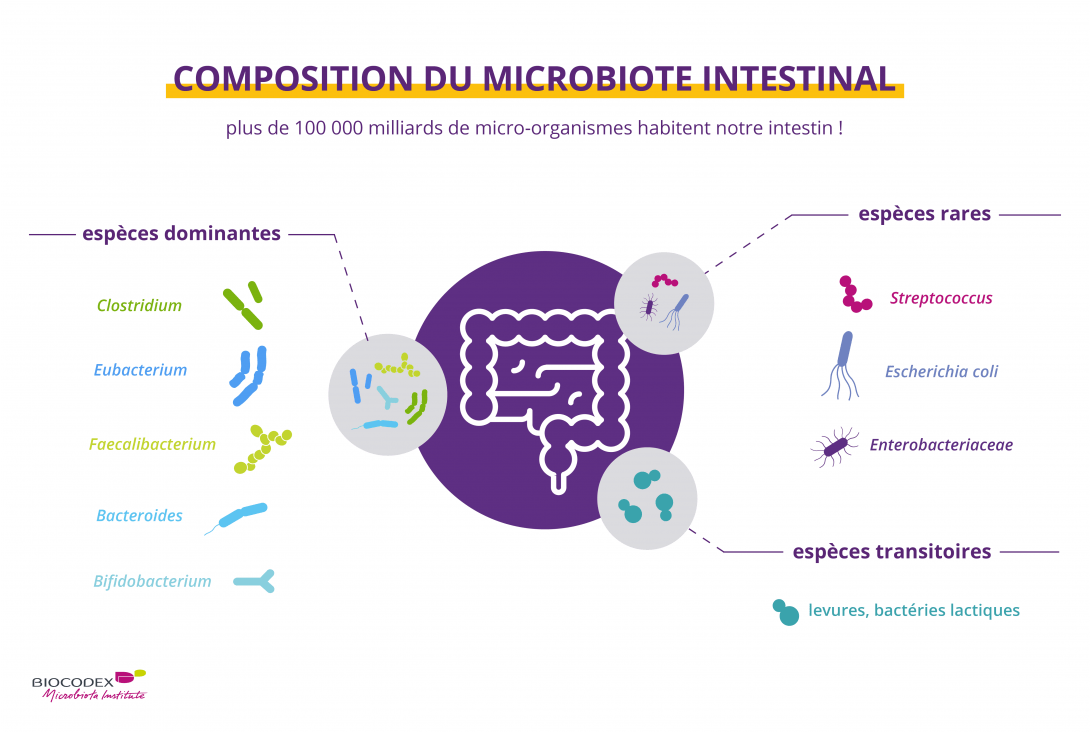 COMPOSITION DU MICROBIOTE INTESTINAL
plus de 100 000 milliards de micro-organismes habitent notre intestin !
espèces dominantes
Clostridium
Eubacterium
Faecalibacterium
Bacteroides
Bifidobacterium
espèces rares
Streptococcus
Escherichia coli
Enterobacteriaceae
espèces transitoires
levures, bactéries lactiques
BIOCODEX
Microbiota Institute